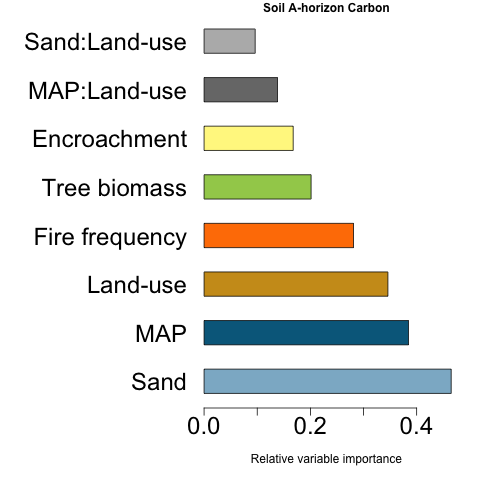 Soil A-horizon Carbon
Sand:Land-use
MAP:Land-use
Encroachment
Tree biomass
Fire frequency
Land-use
MAP
Sand
0.0 0.2 0.4
Relative variable importance